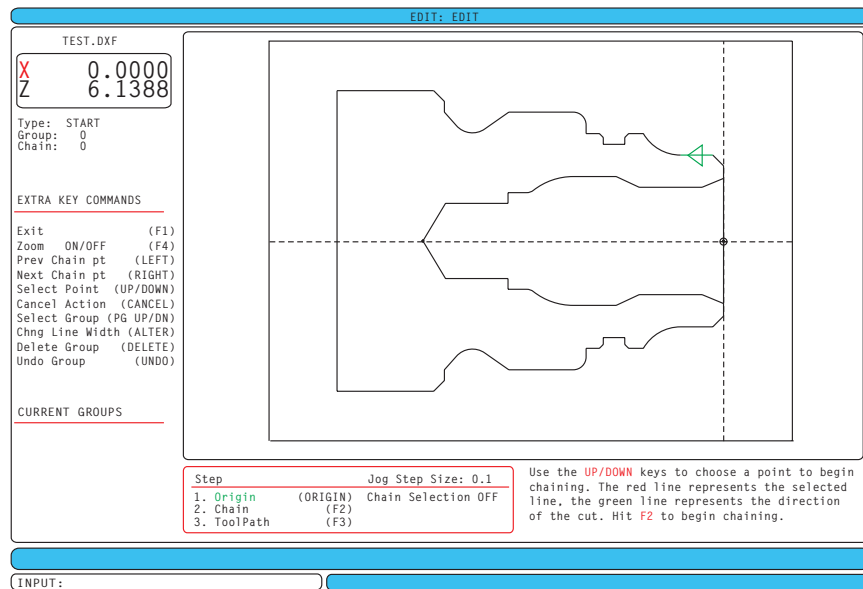 EDIT: EDIT
TEST.DXF
X 0.0000
Z 6.1388
Type: START
Group: 0
Chain: 0
EXTRA KEY COMMANDS
Exit (F1)
Zoom ON/OFF (F4)
Prev Chain pt (LEFT)
Next Chain pt (RIGHT)
Select Point (UP/DOWN)
Cancel Action (CANCEL)
Select Group (PG UP/DN)
Chng Line Width (ALTER)
Delete Group (DELETE)
Undo Group (UNDO)
CURRENT GROUPS
Step Jog Step Size: 0.1
1. Origin (ORIGIN) Chain Selection OFF
2. Chain (F2)
3. ToolPath (F3)
Use the UP/DOWN keys to choose a point to begin
chaining. The red line represents the selected
line, the green line represents the direction
of the cut. Hit F2 to begin chaining.
INPUT: